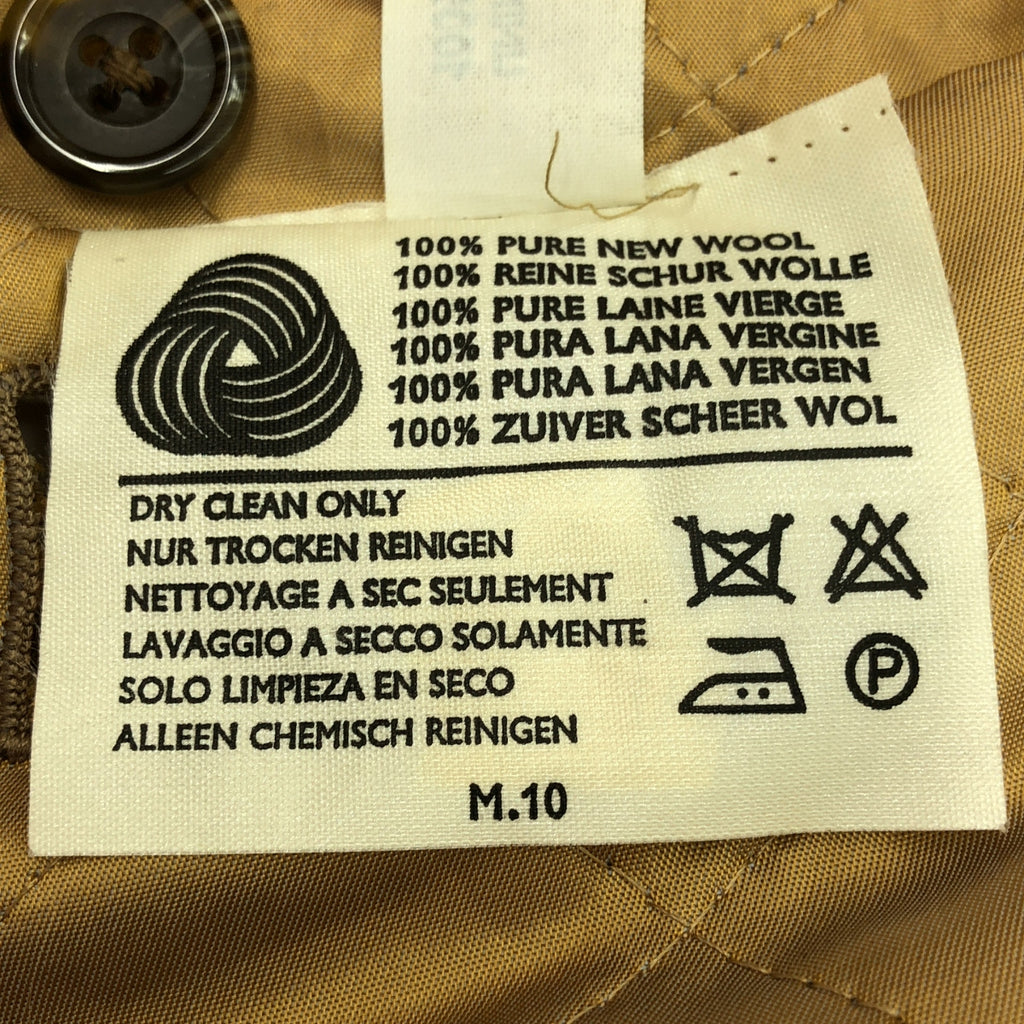 100% PURE NEW WOOL
100% REINE SCHUR WOLLE
100% PURE LAINE VIERGE
100% PURA LANA VERGINE
100% PURA LANA VERGEN
100% ZUIVER SCHEER WOL
DRY CLEAN ONLY
NUR TROCKEN REINIGEN
NETTOYAGE A SEC SEULEMENT
LAVAGGIO A SECCO SOLAMENTE
SOLO LIMPIEZA EN SECO
ALLEEN CHEMISCH REINIGEN
P
M.10